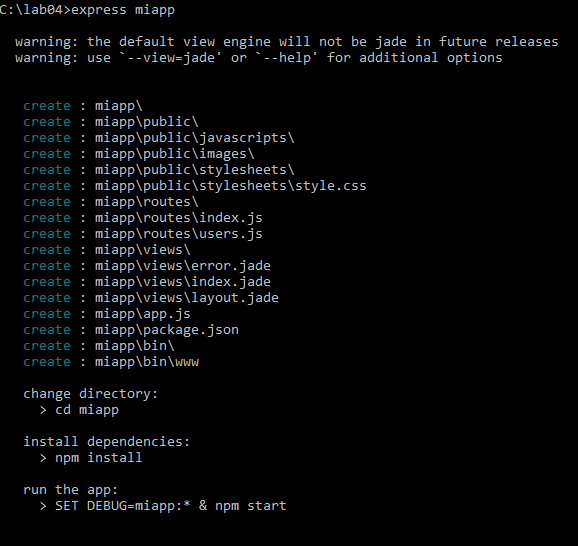 C:\lab04>express miapp
warning: the default view engine will not be jade in future releases
warning: use `--view=jade' or `--help' for additional options
create : miapp\
create : miapp\public\
create : miapp\public\javascripts\
create : miapp\public\images\
create : miapp\public\stylesheets\
create : miapp\public\stylesheets\style.css
create : miapp\routes\
create : miapp\routes\index.js
create : miapp\routes\users.js
create : miapp\views\
create : miapp\views\error.jade
create : miapp\views\index.jade
create : miapp\views\layout.jade
create : miapp\app.js
create : miapp\package.json
create : miapp\bin\
create : miapp\bin\www
change directory:
> cd miapp
install dependencies:
> npm install
run the app:
> SET DEBUG=miapp:* & npm start